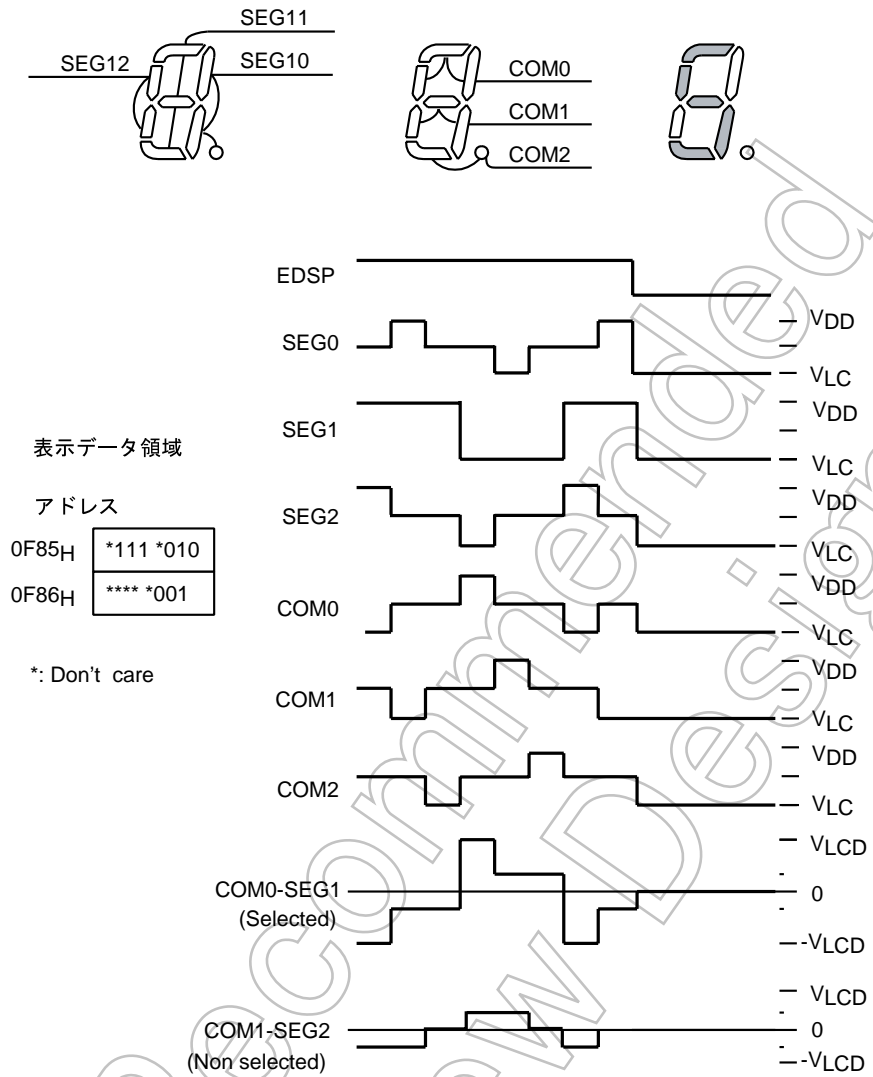 SEG11
SEG12
SEG10
COM0
COM1
COM2
EDSP
SEG0
VDD
VLC
SEG1
VDD
VLC
表示データ領域
アドレス
0F85H *111 *010
0F86H **** *001
*: Don't care
SEG2
VDD
VLC
COM0
VDD
VLC
COM1
VDD
VLC
COM2
VDD
VLC
COM0-SEG1
(Selected)
VLCD
0
-VLCD
COM1-SEG2
(Non selected)
VLCD
0
-VLCD